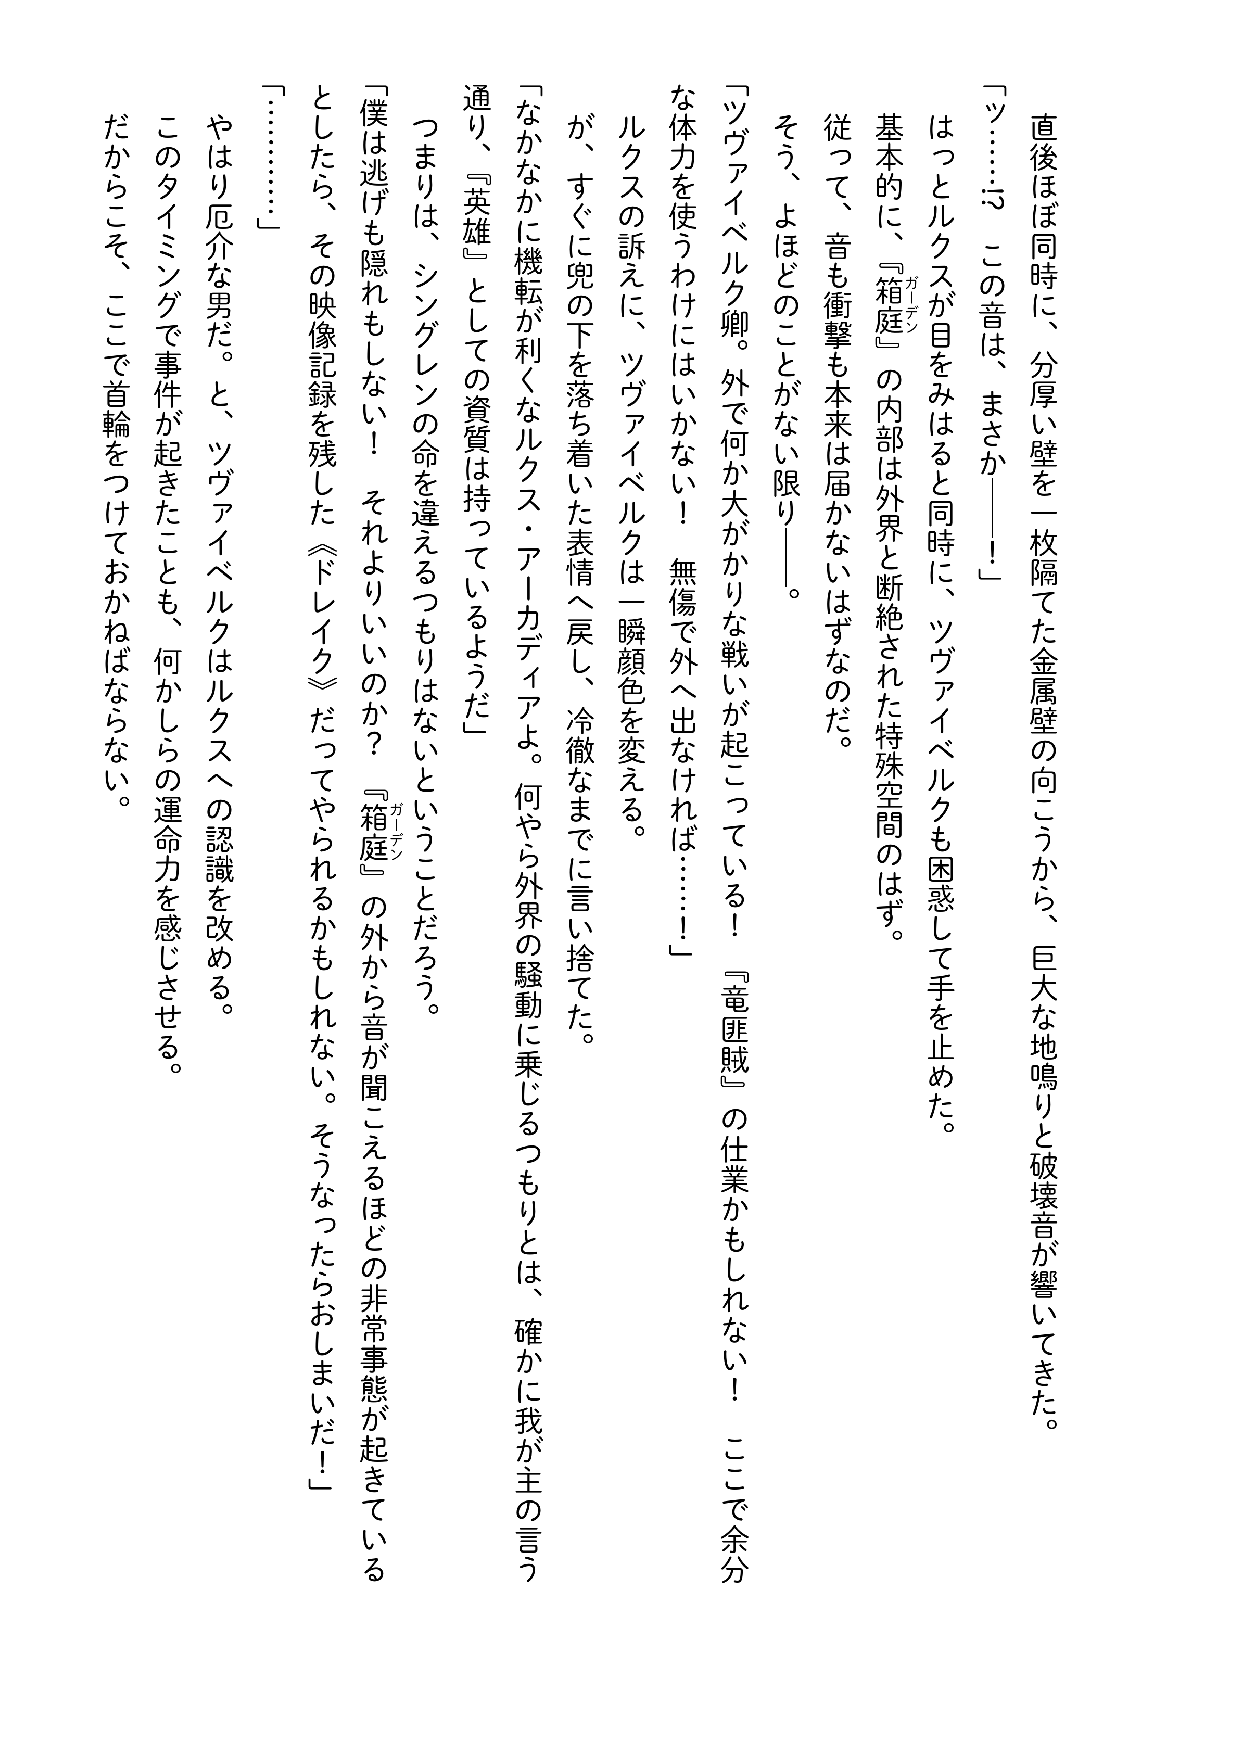 直後ほぼ同時に、分厚い壁を一枚隔てた金属壁の向こうから、巨大な地鳴りと破壊音が響いてきた。
「ッ……⁉　この音は、まさか――！」
はっとルクスが目をみはると同時に、ツヴァイベルクも困惑して手を止めた。
基本的に、『箱庭』の内部は外界と断絶された特殊空間のはず。
ガーデン
従って、音も衝撃も本来は届かないはずなのだ。
そう、よほどのことがない限り――。
「ツヴァイベルク卿。外で何か大がかりな戦いが起こっている！　『竜匪賊』の仕業かもしれない！　ここで余分
な体力を使うわけにはいかない！　無傷で外へ出なければ……！」
ルクスの訴えに、ツヴァイベルクは一瞬顔色を変える。
が、すぐに兜の下を落ち着いた表情へ戻し、冷徹なまでに言い捨てた。
「なかなかに機転が利くなルクス・アーカディアよ。何やら外界の騒動に乗じるつもりとは、確かに我が主の言う
通り、『英雄』としての資質は持っているようだ」
つまりは、シングレンの命を違えるつもりはないということだろう。
「僕は逃げも隠れもしない！　それよりいいのか？　『箱庭』の外から音が聞こえるほどの非常事態が起きている
ガーデン
としたら、その映像記録を残した《ドレイク》だってやられるかもしれない。そうなったらおしまいだ！」
「…………」
やはり厄介な男だ。と、ツヴァイベルクはルクスへの認識を改める。
このタイミングで事件が起きたことも、何かしらの運命力を感じさせる。
だからこそ、ここで首輪をつけておかねばならない。